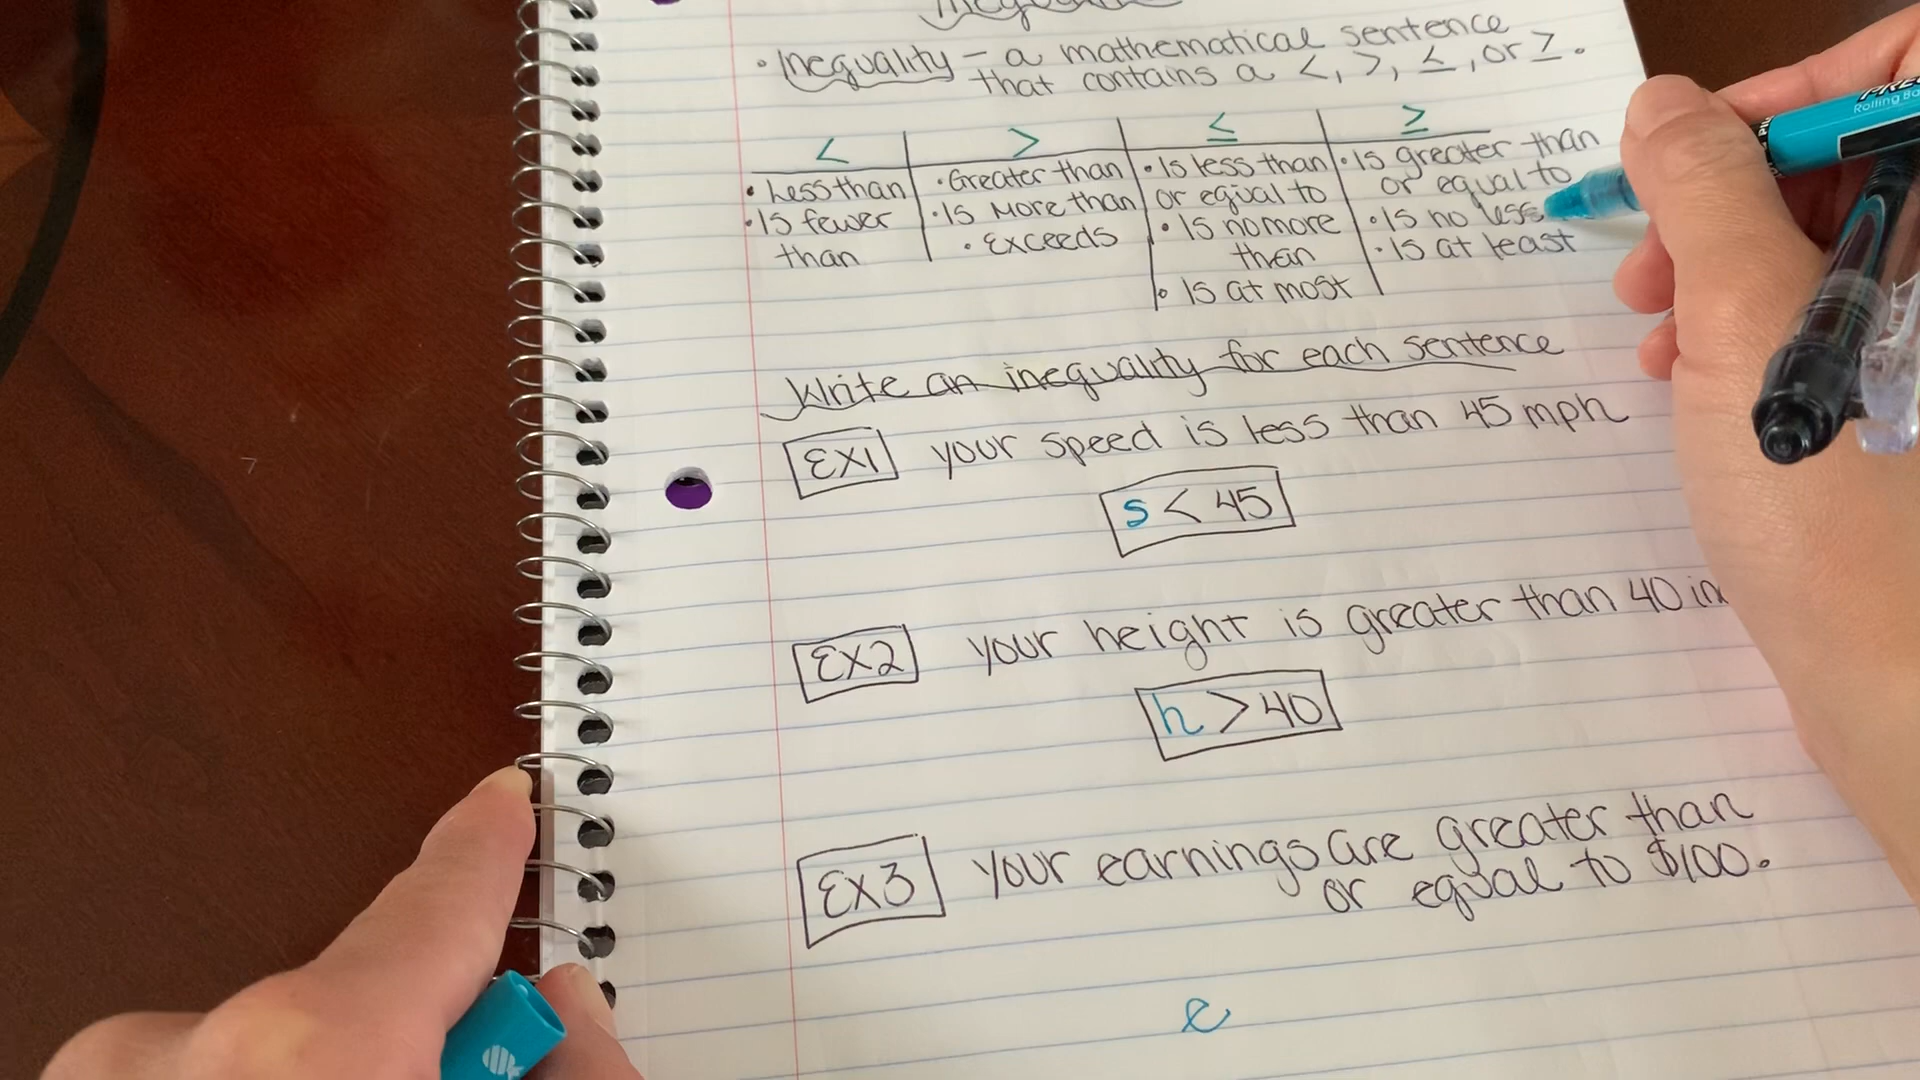 • Inequality – a mathematical sentence
that contains a <, >, ≤, or ≥.
< > ≤ ≥
• Less than
• Is fewer
than
• Greater than
• Is More than
• Exceeds
• Is less than
or equal to
• Is no more
than
• Is at most
• Is greater than
or equal to
• Is no less
• Is at least
Write an inequality for each sentence
Ex1 your speed is less than 45 mph
s < 45
Ex2 your height is greater than 40 in
h > 40
Ex3 your earnings are greater than
or equal to $100.
e
Rolling